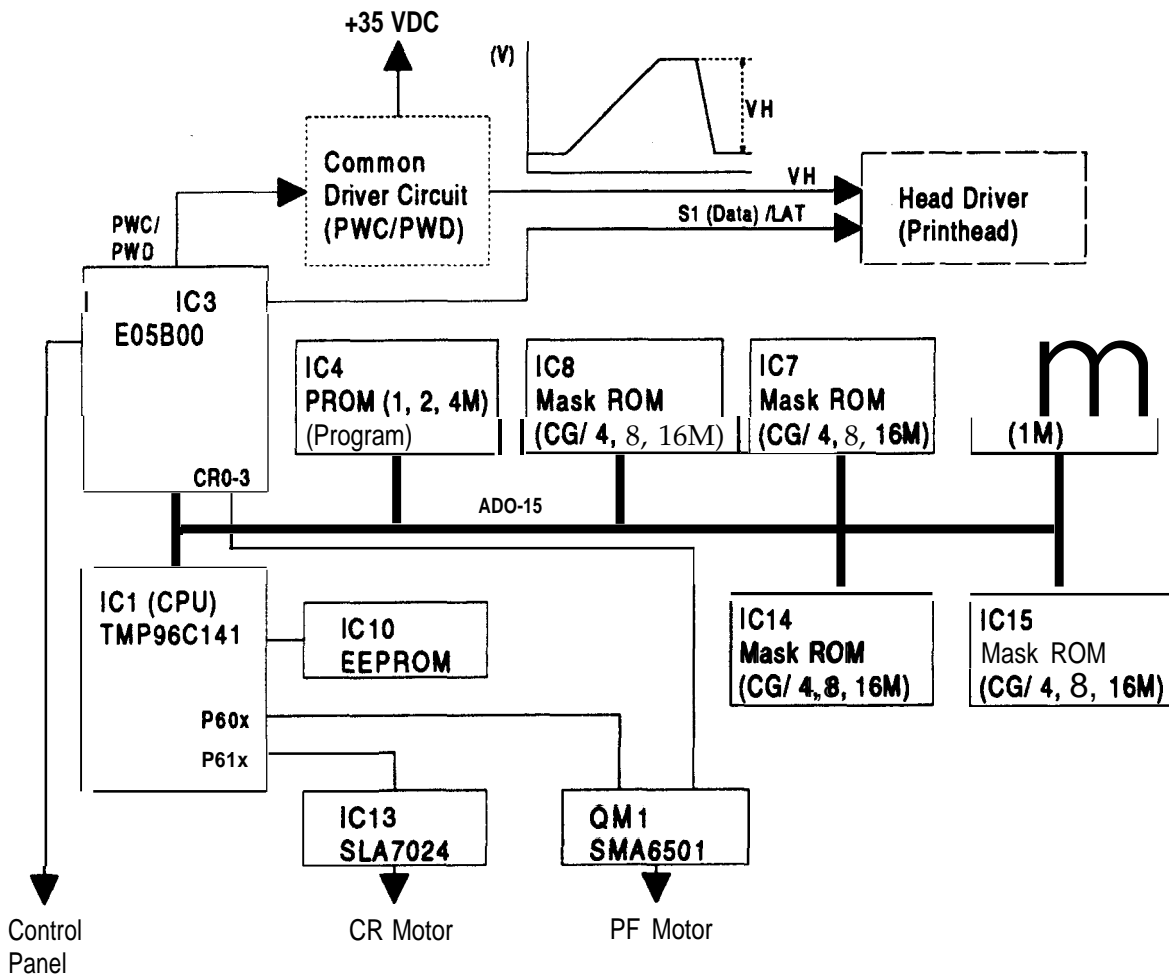 +35 VDC
(V)
VH
Common
Driver Circuit
(PWC/PWD)
VH
S1 (Data) /LAT
Head Driver
(Printhead)
PWC/
PWD
IC3
E05B00
CR0-3
IC4
PROM (1, 2, 4M)
(Program)
IC8
Mask ROM
(CG/ 4, 8, 16M)
IC7
Mask ROM
(CG/ 4, 8, 16M)
(1M)
ADO-15
IC1 (CPU)
TMP96C141
P60x
P61x
IC10
EEPROM
IC14
Mask ROM
(CG/ 4, 8, 16M)
IC15
Mask ROM
(CG/ 4, 8, 16M)
IC13
SLA7024
QM1
SMA6501
Control
Panel
CR Motor
PF Motor